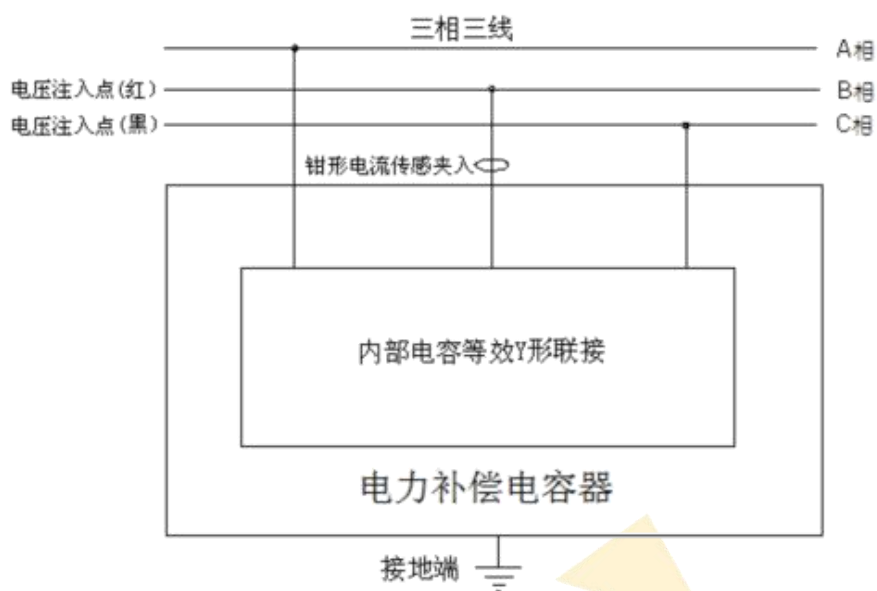 三相三线
A相
电压注入点(红)
B相
电压注入点(黑)
C相
钳形电流传感夹入
内部电容等效Y形联接
电力补偿电容器
接地端